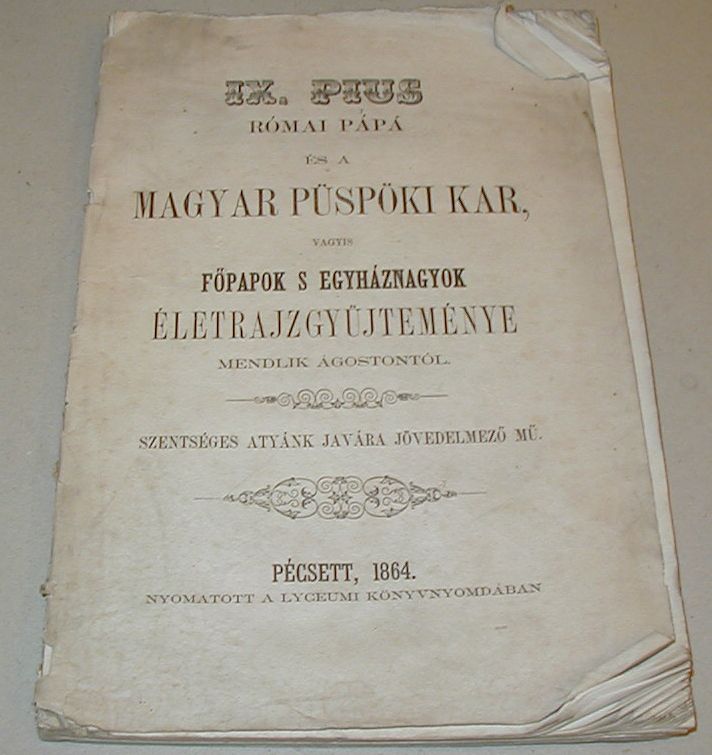 IX. PIUS
RÓMAI PÁPÁ
ÉS A
MAGYAR PÜSPÖKI KAR,
VAGYIS
FŐPAPOK S EGYHÁZNAGYOK
ÉLETRAJZGYŰJTEMÉNYE
MENDLIK ÁGOSTONTÓL.
SZENTSÉGES ATYÁNK JAVÁRA JÖVEDELMEZŐ MŰ.
PÉCSETT, 1864.
NYOMATOTT A LYCEUMI KÖNYVNYOMDÁBAN